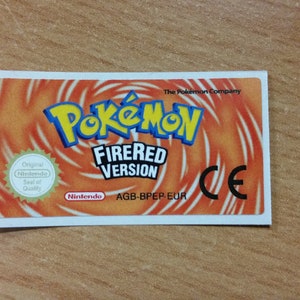 The Pokémon Company
POKéMON
FIRERED
VERSION
Original
Nintendo
Seal of
Quality
Nintendo
AGB-BPEP-EUR
CE